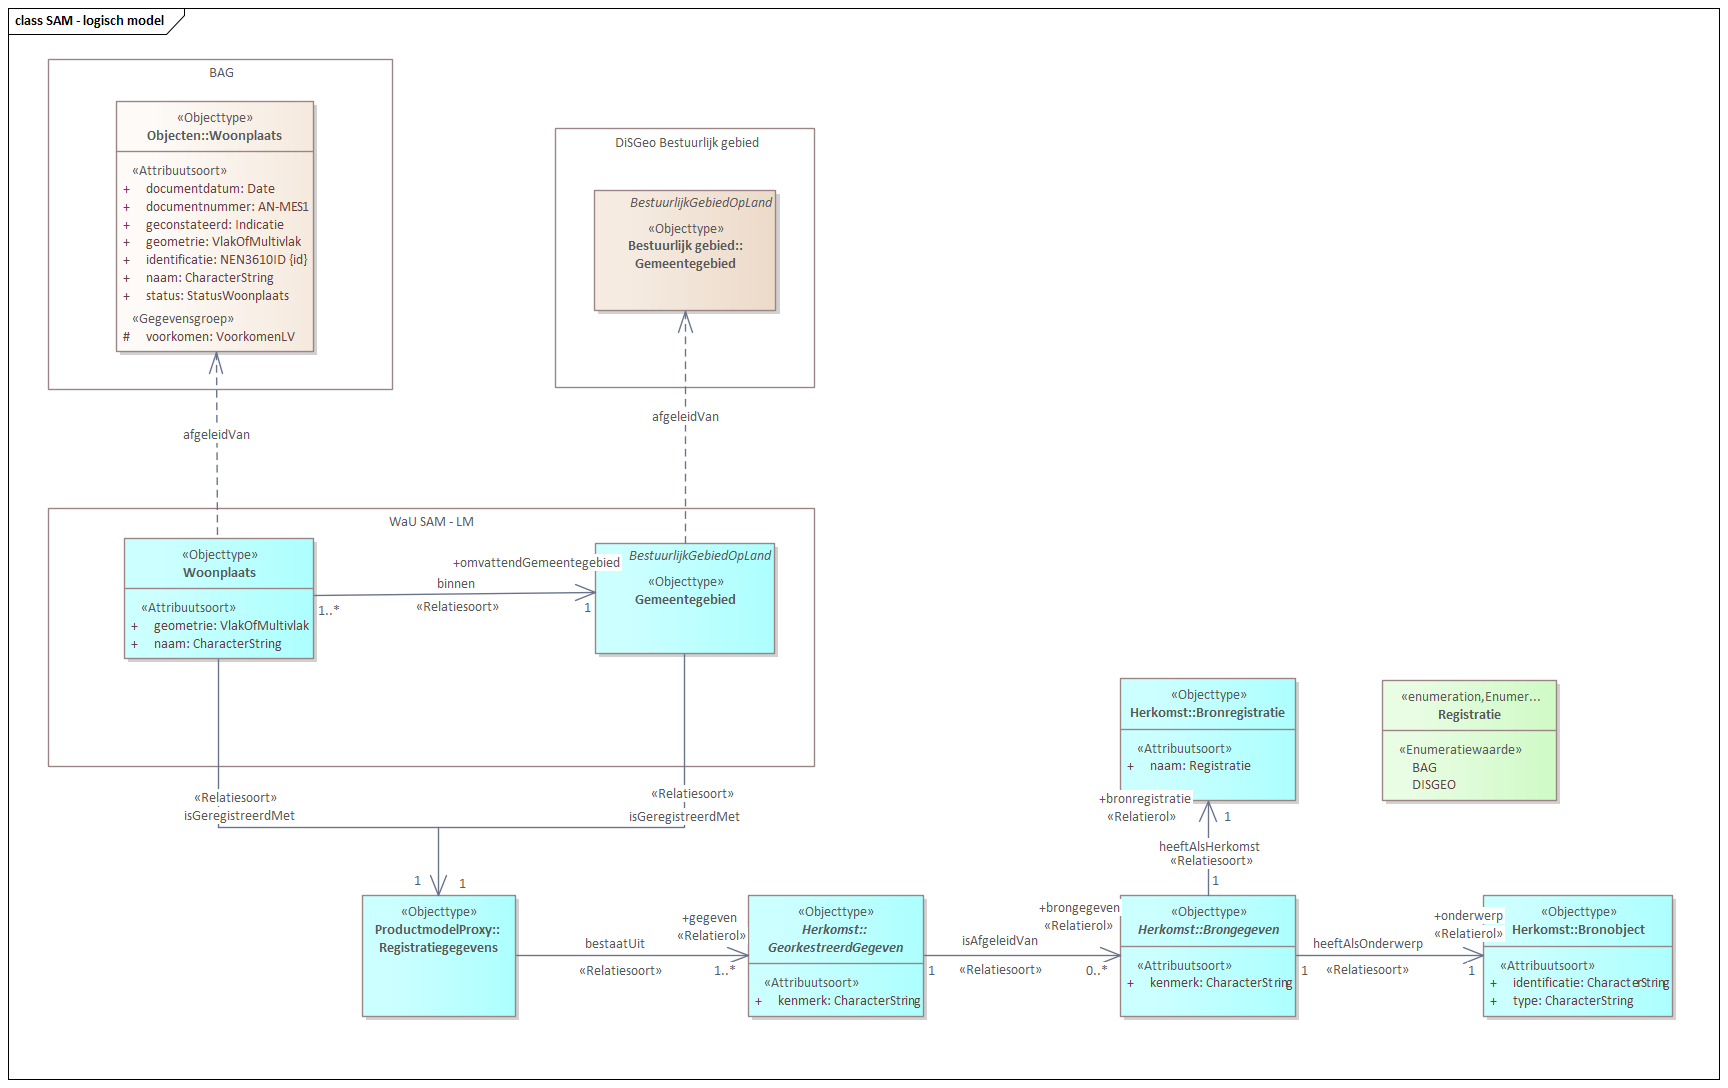 class SAM - logisch model
BAG
«Objecttype»
Objecten::Woonplaats
«Attribuutsoort»
+ documentdatum: Date
+ documentnummer: AN-MES1
+ geconstateerd: Indicatie
+ geometrie: VlakOfMultivlak
+ identificatie: NEN3610ID {id}
+ naam: CharacterString
+ status: StatusWoonplaats
«Gegevensgroep»
# voorkomen: VoorkomenLV
DiSGeo Bestuurlijk gebied
BestuurlijkGebiedOpLand
«Objecttype»
Bestuurlijk gebied::
Gemeentegebied
afgeleidVan
afgeleidVan
WaU SAM - LM
«Objecttype»
Woonplaats
«Attribuutsoort»
+ geometrie: VlakOfMultivlak
+ naam: CharacterString
+omvattendGemeentegebied
binnen
«Relatiesoort»
1..*
1
BestuurlijkGebiedOpLand
«Objecttype»
Gemeentegebied
«Relatiesoort»
isGeregistreerdMet
«Relatiesoort»
isGeregistreerdMet
1
1
«Objecttype»
ProductmodelProxy::
Registratiegegevens
bestaatUit
«Relatiesoort»
+gegeven
«Relatierol»
1..*
«Objecttype»
Herkomst::
GeorkestreerdGegeven
«Attribuutsoort»
+ kenmerk: CharacterString
isAfgeleidVan
«Relatiesoort»
1
+brongegeven
«Relatierol»
0..*
«Objecttype»
Herkomst::Brongegeven
«Attribuutsoort»
+ kenmerk: CharacterString
«Objecttype»
Herkomst::Bronregistratie
«Attribuutsoort»
+ naam: Registratie
+bronregistratie
«Relatierol»
1
heeftAlsHerkomst
«Relatiesoort»
1
«enumeration,Enumer...
Registratie
«Enumeratiewaarde»
BAG
DISGEO
heeftAlsOnderwerp
«Relatiesoort»
1
+onderwerp
«Relatierol»
1
«Objecttype»
Herkomst::Bronobject
«Attribuutsoort»
+ identificatie: CharacterString
+ type: CharacterString